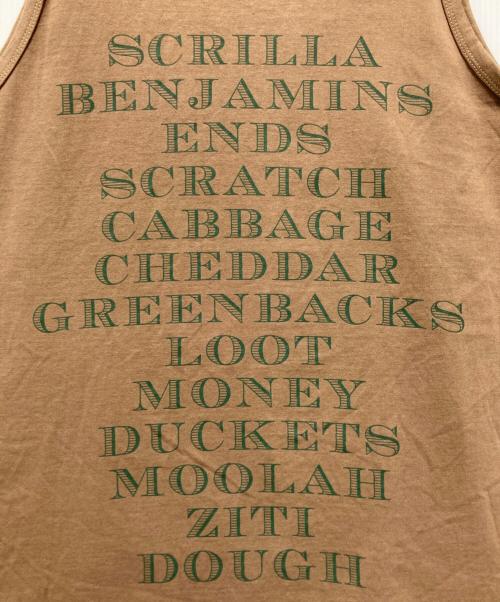 SCRILLA
BENJAMINS
ENDS
SCRATCH
CABBAGE
CHEDDAR
GREENBACKS
LOOT
MONEY
DUCKETS
MOOLAH
ZITI
DOUGH